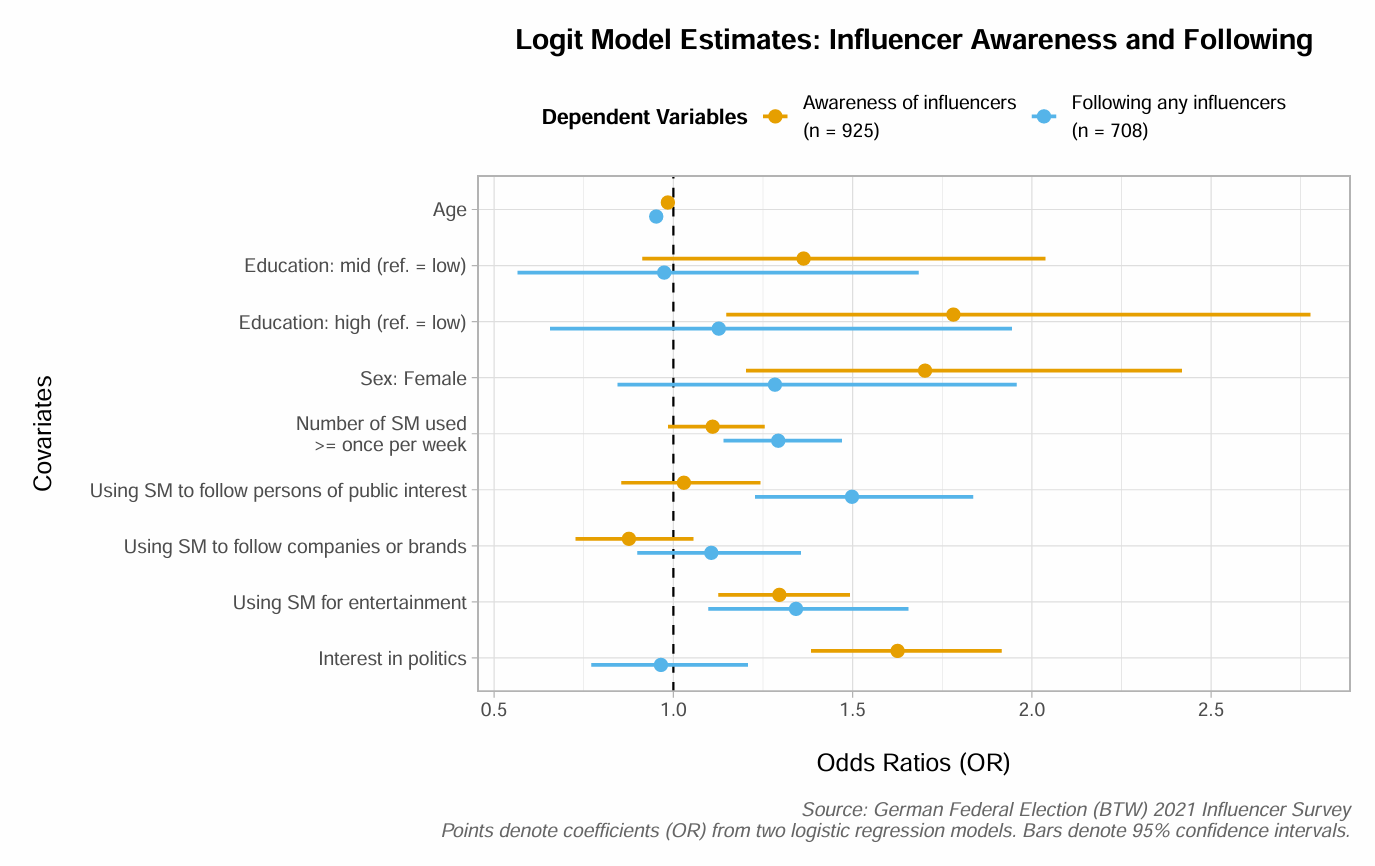 Logit Model Estimates: Influencer Awareness and Following
Dependent Variables
Awareness of influencers
(n = 925)
Following any influencers
(n = 708)
Covariates
Age
Education: mid (ref. = low)
Education: high (ref. = low)
Sex: Female
Number of SM used
>= once per week
Using SM to follow persons of public interest
Using SM to follow companies or brands
Using SM for entertainment
Interest in politics
0.5 1.0 1.5 2.0 2.5
Odds Ratios (OR)
Source: German Federal Election (BTW) 2021 Influencer Survey
Points denote coefficients (OR) from two logistic regression models. Bars denote 95% confidence intervals.